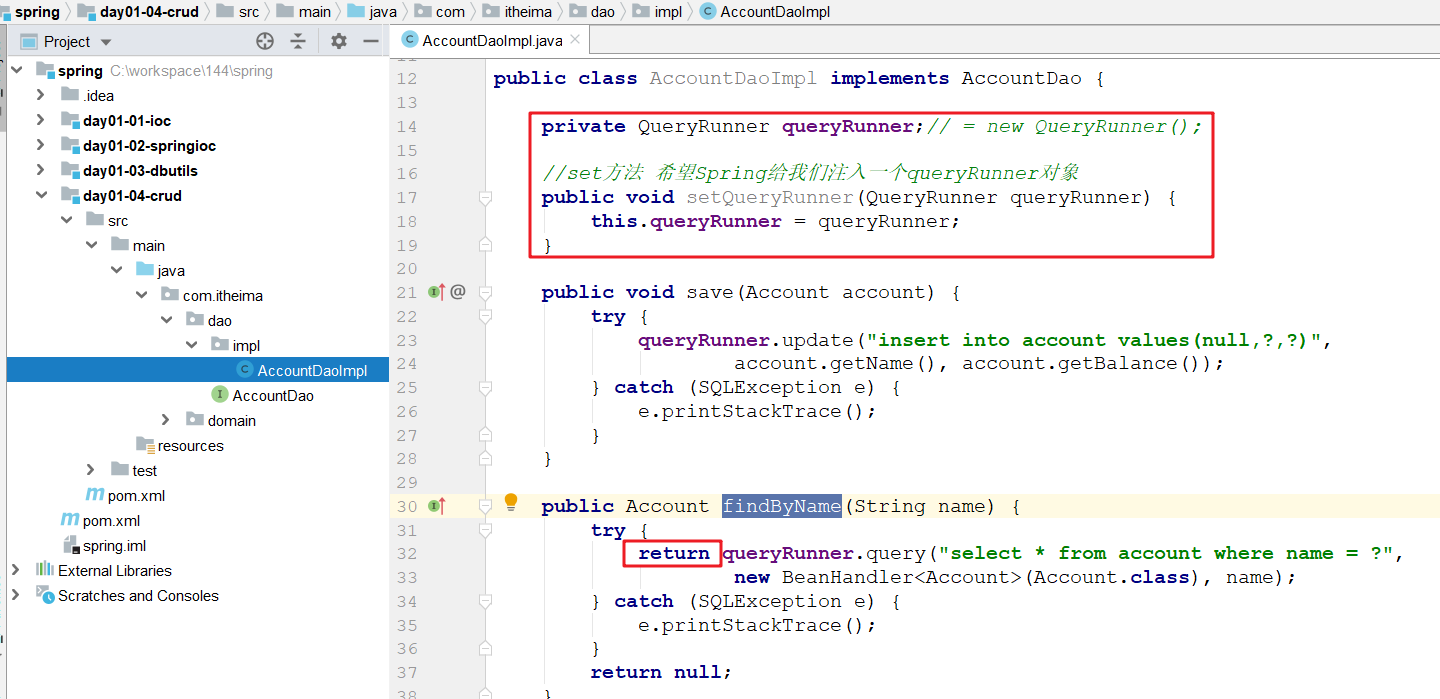 spring day01-04-crud src main java com itheima dao impl AccountDaoImpl
Project
AccountDaoImpl.java
spring C:\workspace\144\spring
.idea
day01-01-ioc
day01-02-springioc
day01-03-dbutils
day01-04-crud
src
main
java
com.itheima
dao
impl
AccountDaoImpl
AccountDao
domain
resources
test
pom.xml
pom.xml
spring.iml
External Libraries
Scratches and Consoles
12 public class AccountDaoImpl implements AccountDao {
13
14 private QueryRunner queryRunner;// = new QueryRunner();
15
16 //set方法 希望Spring给我们注入一个queryRunner对象
17 public void setQueryRunner(QueryRunner queryRunner) {
18 this.queryRunner = queryRunner;
19 }
20
21 @ public void save(Account account) {
22 try {
23 queryRunner.update("insert into account values(null,?,?)",
24 account.getName(), account.getBalance());
25 } catch (SQLException e) {
26 e.printStackTrace();
27 }
28 }
29
30 public Account findByName(String name) {
31 try {
32 return queryRunner.query("select * from account where name = ?",
33 new BeanHandler<Account>(Account.class), name);
34 } catch (SQLException e) {
35 e.printStackTrace();
36 }
37 return null;
38 }